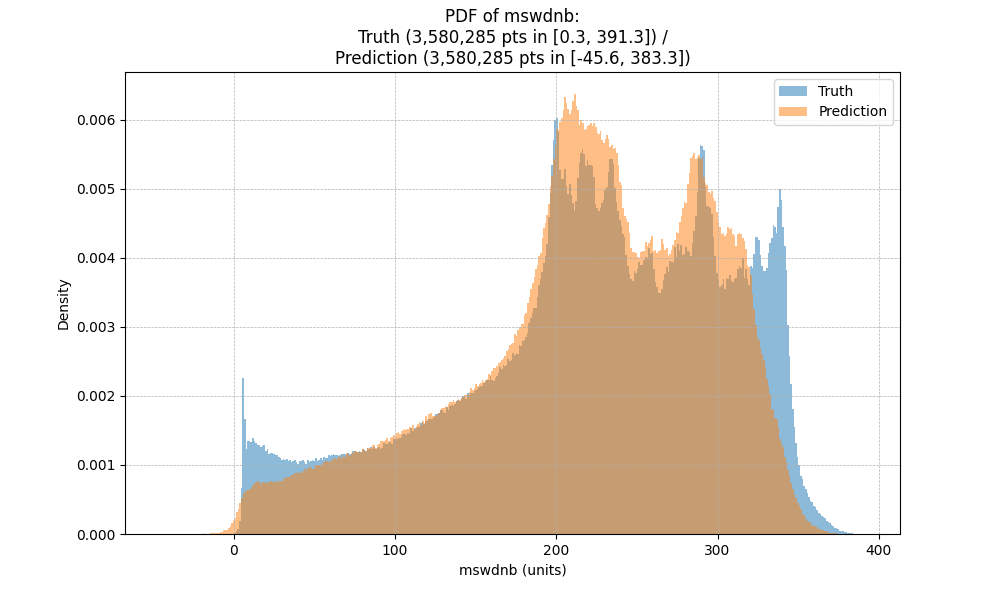 PDF of mswdnb:
Truth (3,580,285 pts in [0.3, 391.3]) /
Prediction (3,580,285 pts in [-45.6, 383.3])
Truth
Prediction
0.006
0.005
0.004
0.003
0.002
0.001
0.000
Density
0
100
200
300
400
mswdnb (units)